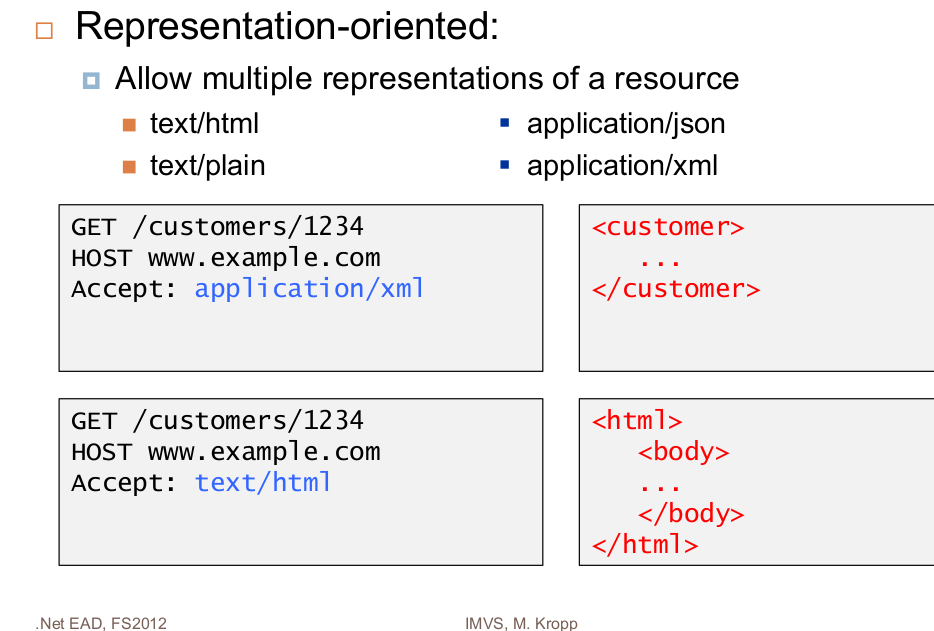 Representation-oriented:
Allow multiple representations of a resource
text/html
text/plain
application/json
application/xml
GET /customers/1234
HOST www.example.com
Accept: application/xml
<customer>
...
</customer>
GET /customers/1234
HOST www.example.com
Accept: text/html
<html>
<body>
...
</body>
</html>
.Net EAD, FS2012
IMVS, M. Kropp